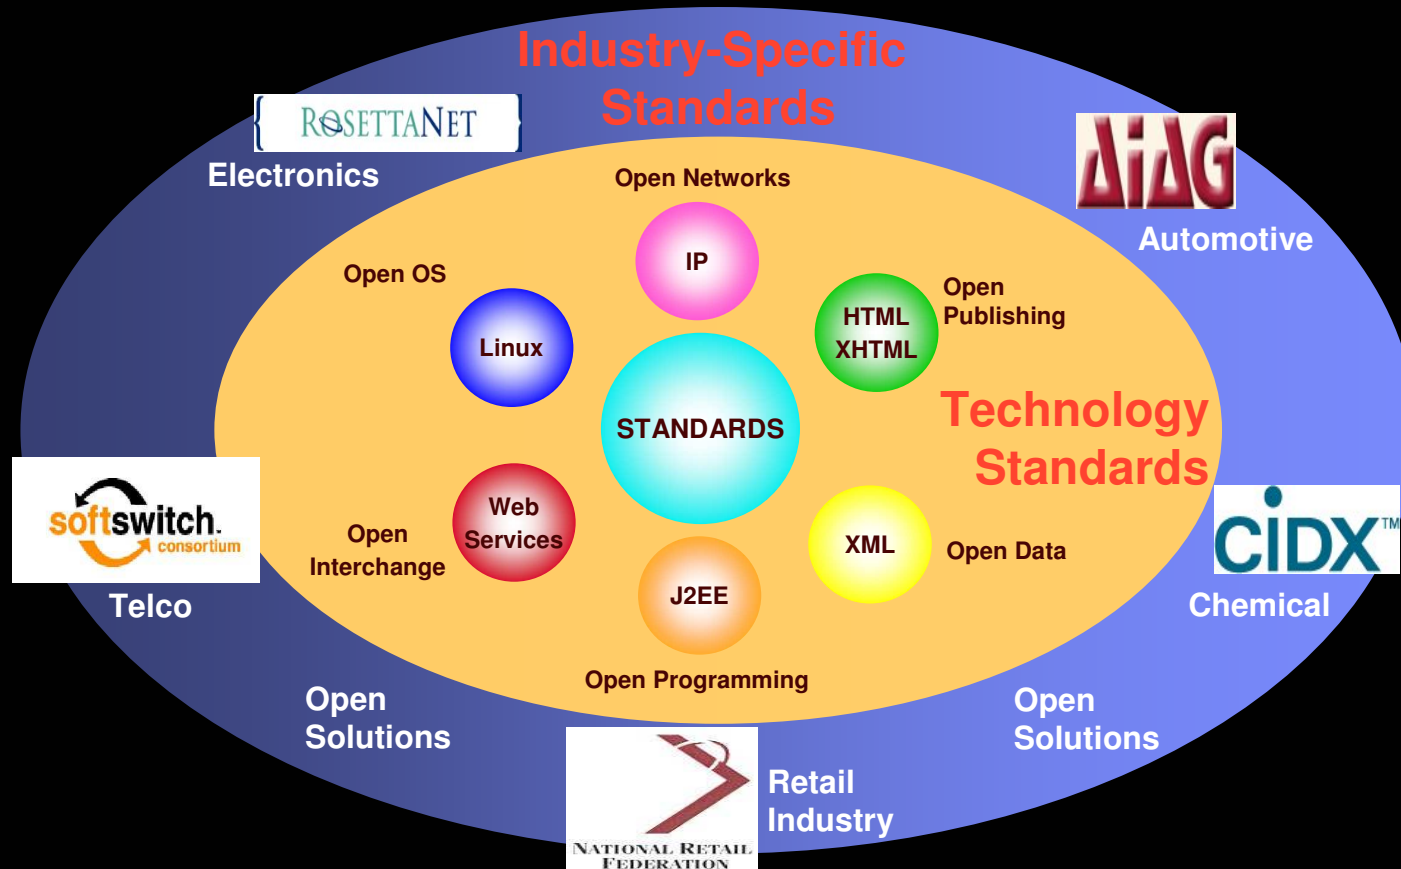 Industry-Specific
Standards
ROSETTANET
Electronics
AiAG
Automotive
Open Networks
IP
Open OS
Linux
HTML
XHTML
Open
Publishing
STANDARDS
Technology
Standards
Web
Services
Open
Interchange
XML
Open Data
J2EE
Open Programming
softswitch.
consortium
Telco
CiDX™
Chemical
Open
Solutions
Open
Solutions
NATIONAL RETAIL
FEDERATION
Retail
Industry